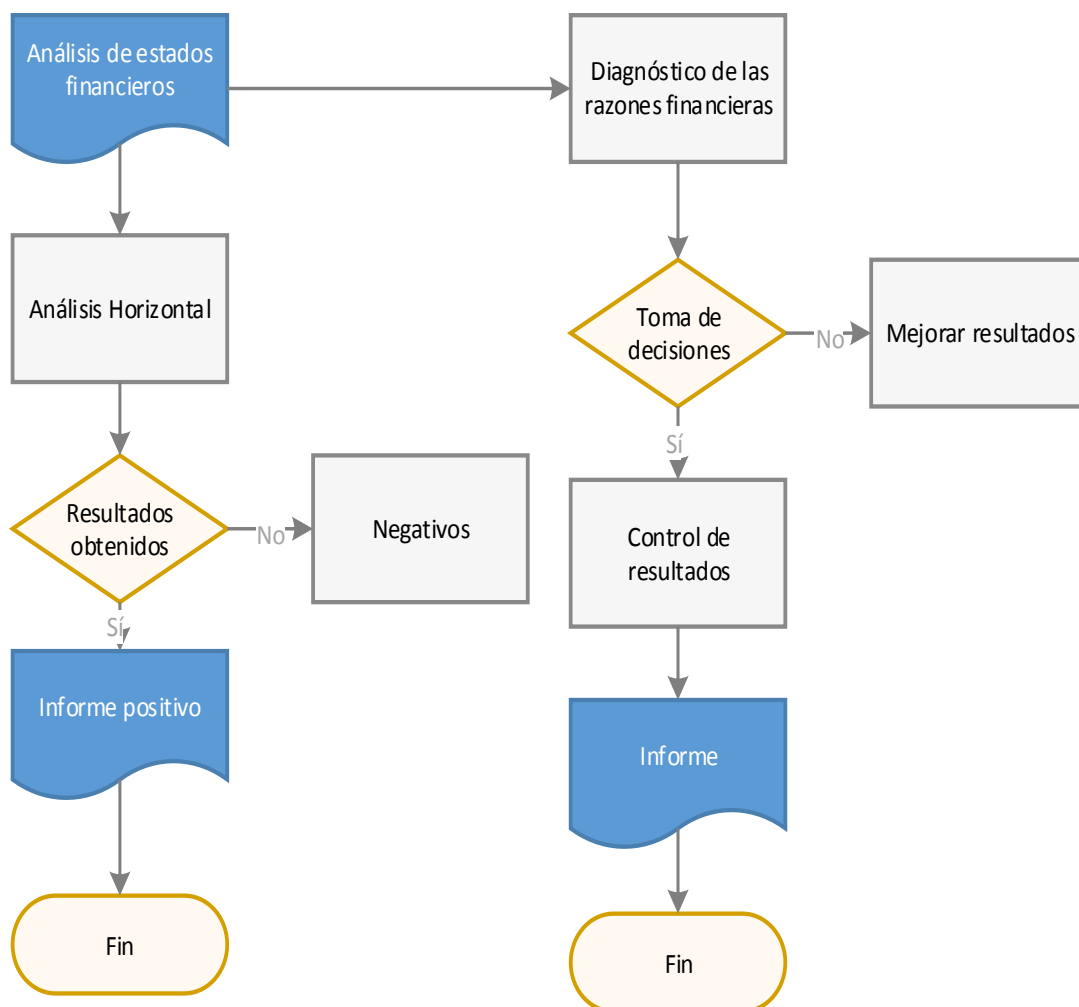 Análisis de estados
financieros
Diagnóstico de las
razones financieras
Análisis Horizontal
Toma de
decisiones
No
Mejorar resultados
Sí
Resultados
obtenidos
No
Negativos
Control de
resultados
Sí
Informe positivo
Informe
Fin
Fin